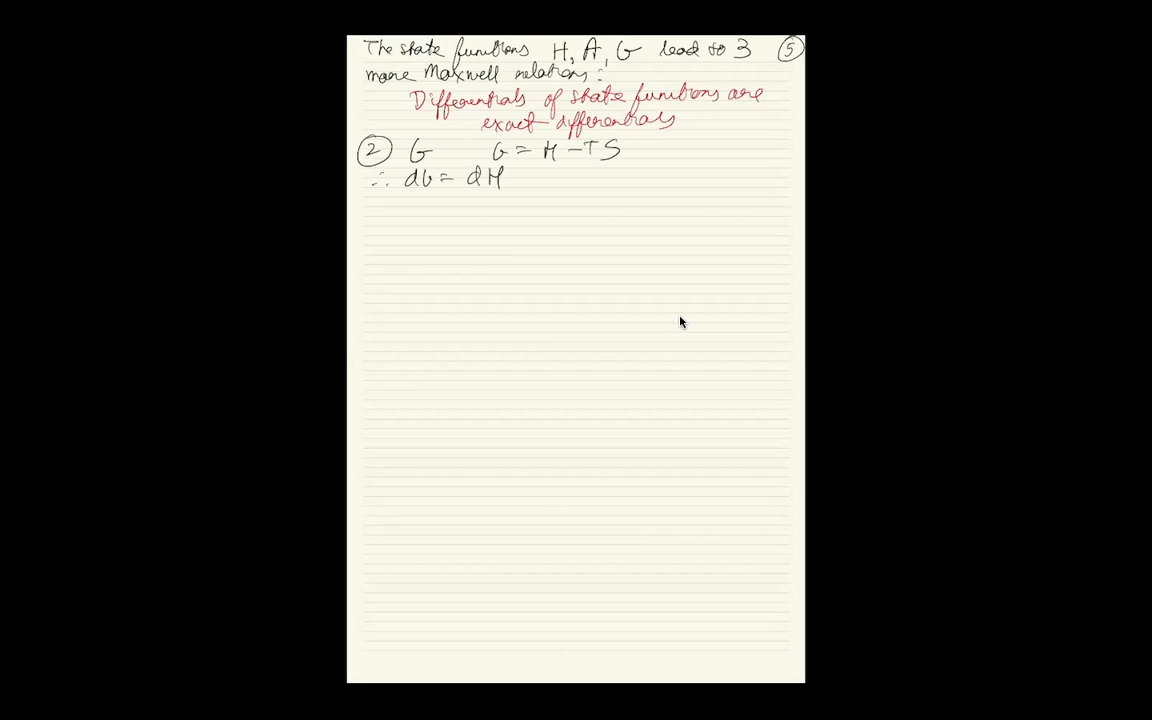 The state functions H, A, G lead to 3 ⑤
more Maxwell relations :
Differentials of state functions are
exact differentials
② G G = H - TS
∴ dG = dH